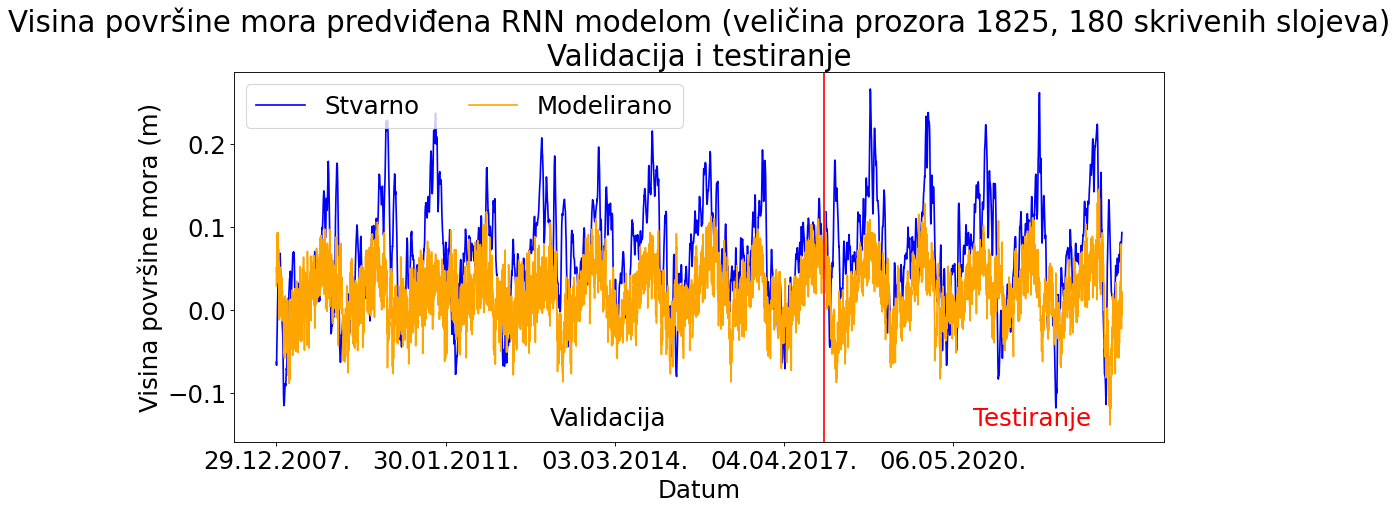 Visina površine mora predviđena RNN modelom (veličina prozora 1825, 180 skrivenih slojeva)
Validacija i testiranje
Stvarno
Modelirano
Visina površine mora (m)
0.2
0.1
0.0
−0.1
Validacija
Testiranje
29.12.2007.
30.01.2011.
03.03.2014.
04.04.2017.
06.05.2020.
Datum